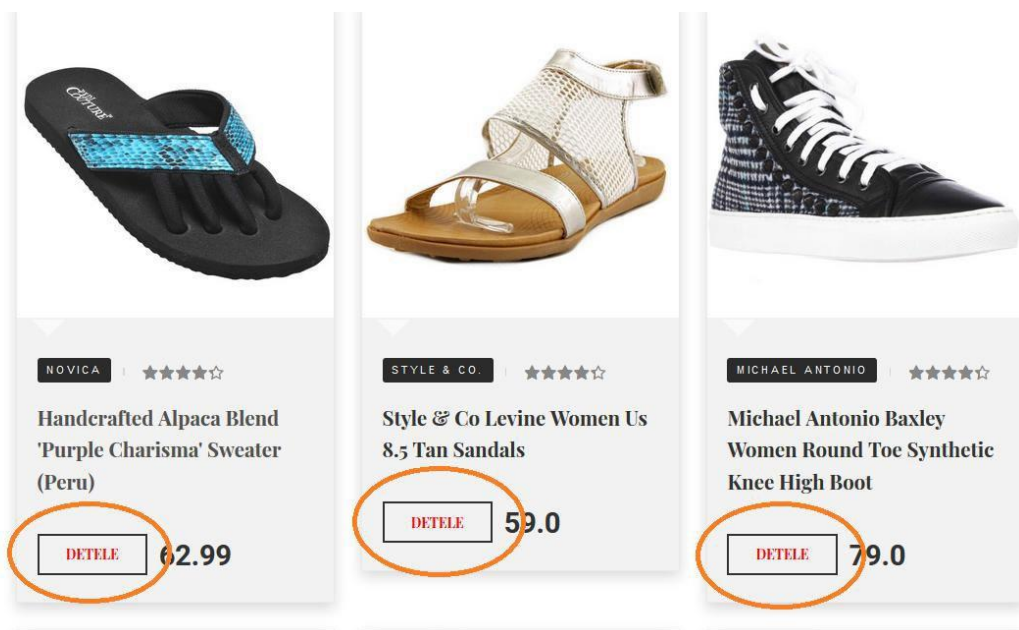 COUTURE
NOVICA
Handcrafted Alpaca Blend
'Purple Charisma' Sweater
(Peru)
DETELE
62.99
STYLE & CO.
Style & Co Levine Women Us
8.5 Tan Sandals
DETELE
59.0
MICHAEL ANTONIO
Michael Antonio Baxley
Women Round Toe Synthetic
Knee High Boot
DETELE
79.0